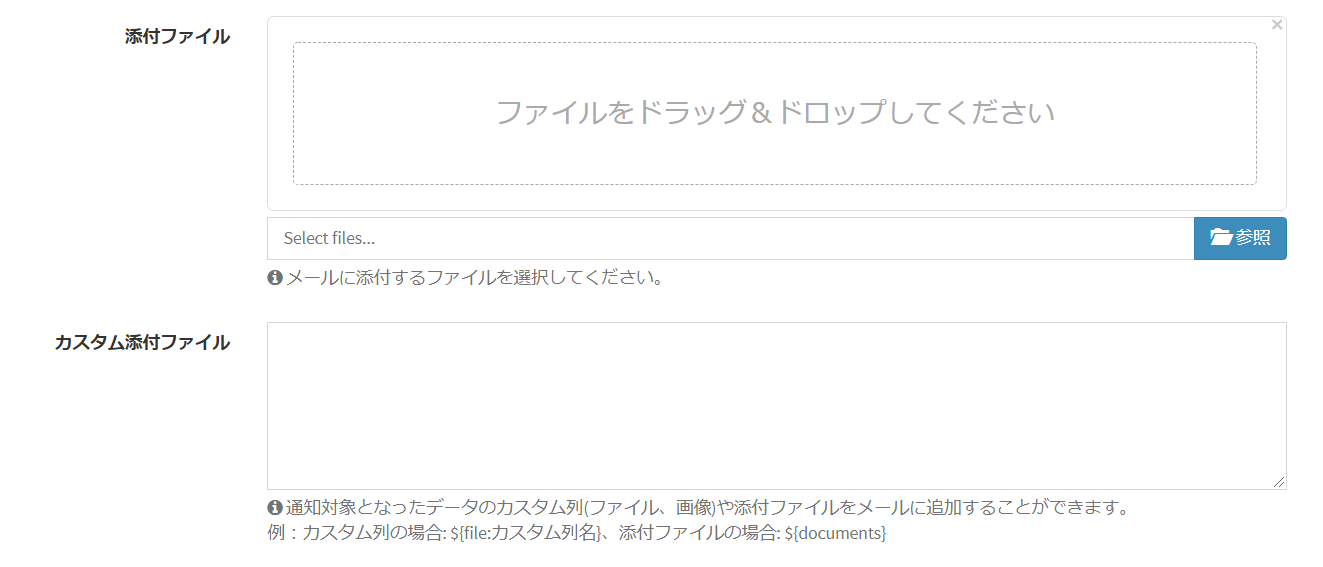 添付ファイル
×
ファイルをドラッグ＆ドロップしてください
Select files...
参照
メールに添付するファイルを選択してください。
カスタム添付ファイル
通知対象となったデータのカスタム列(ファイル、画像)や添付ファイルをメールに追加することができます。
例：カスタム列の場合: ${file:カスタム列名}、添付ファイルの場合: ${documents}